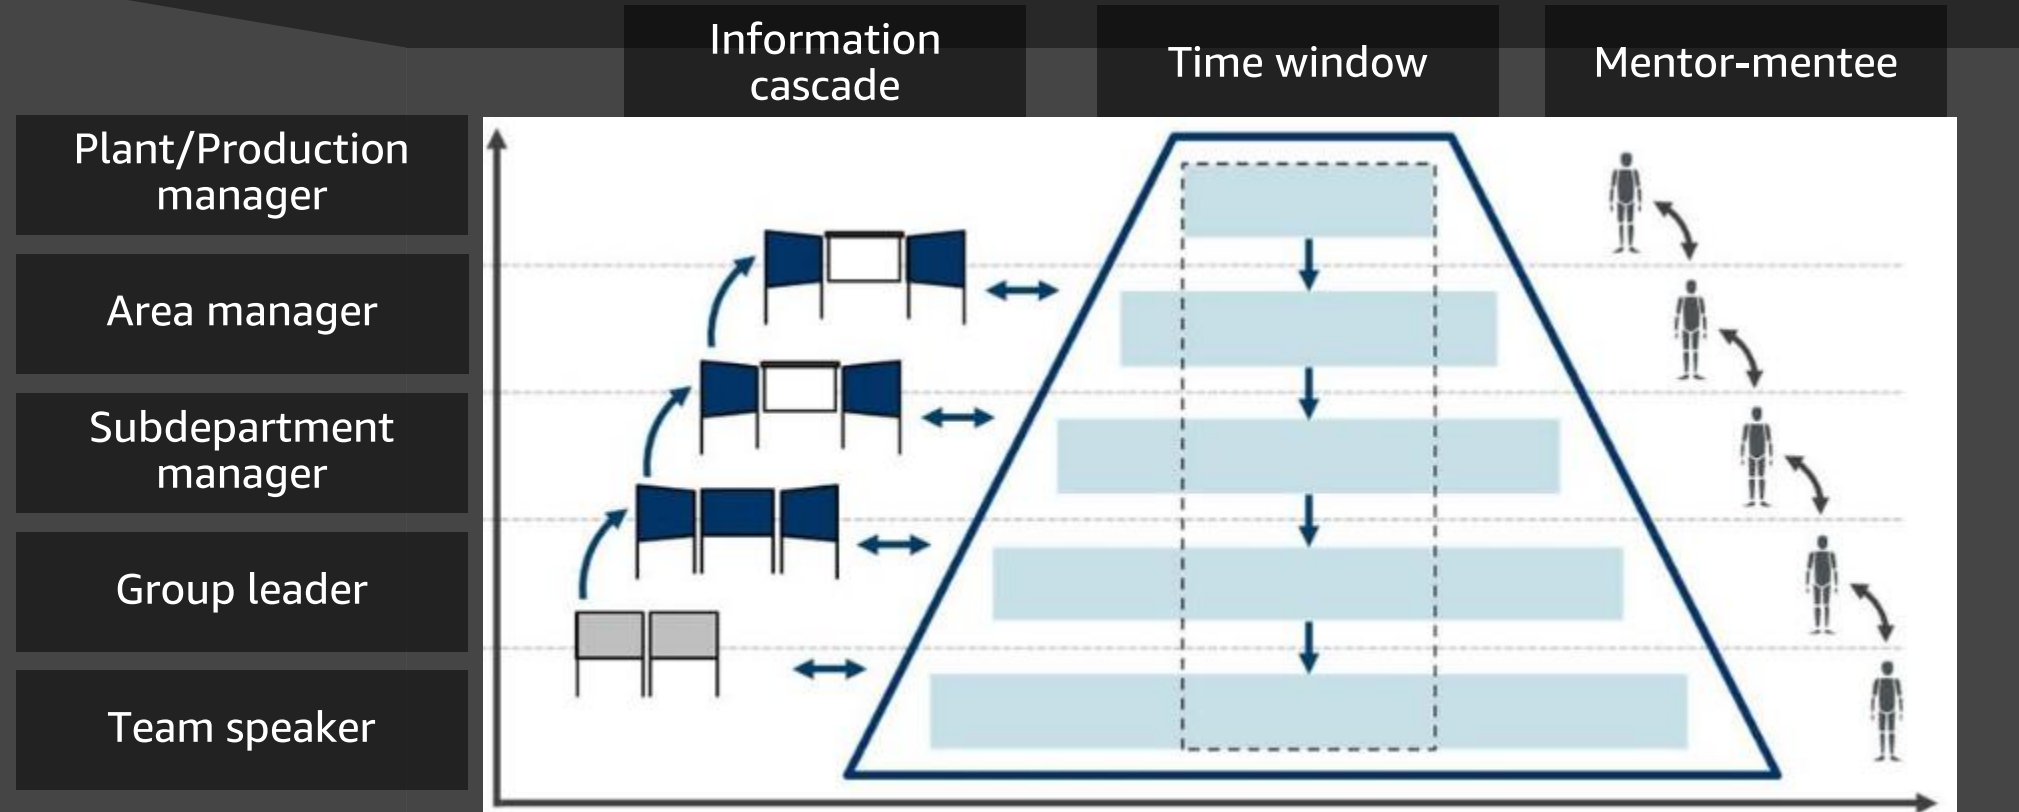 Information
cascade
Time window
Mentor-mentee
Plant/Production
manager
Area manager
Subdepartment
manager
Group leader
Team speaker